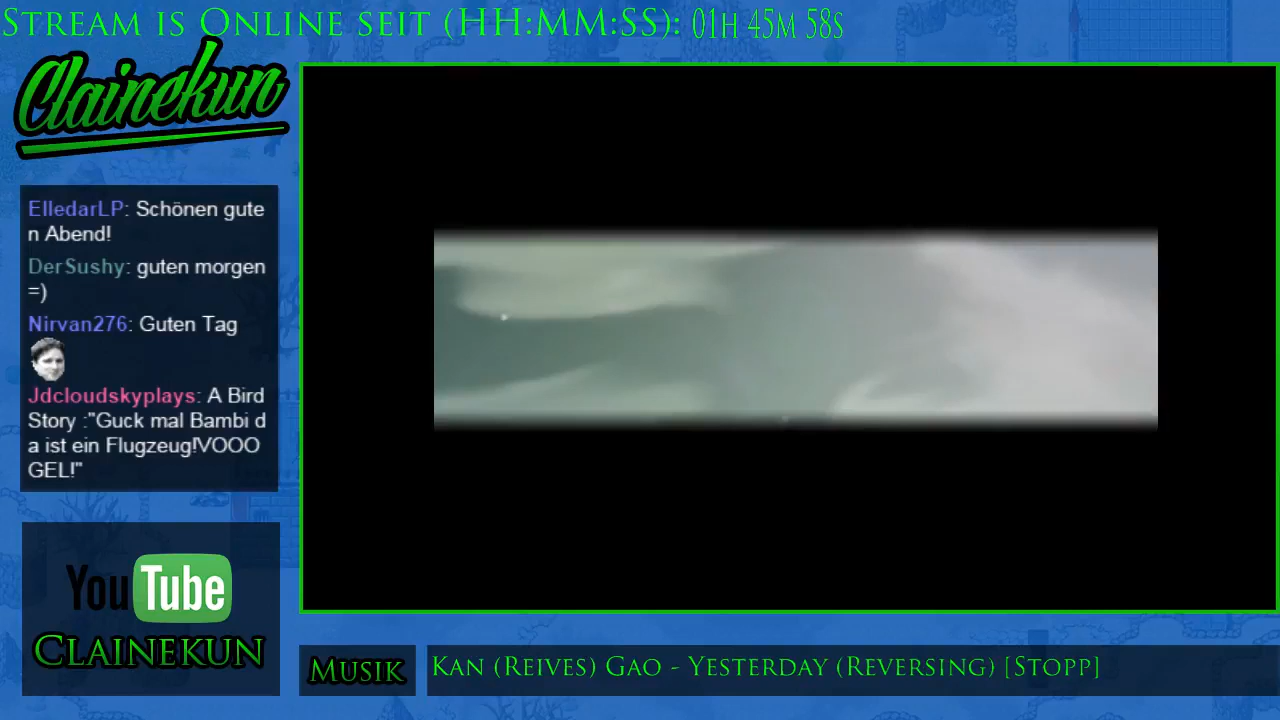 Stream is Online seit (HH:MM:SS): 01h 45m 58s
Clainekun
ElledarLP: Schönen gute
n Abend!
DerSushy: guten morgen
=)
Nirvan276: Guten Tag
Jdcloudskyplays: A Bird
Story :"Guck mal Bambi d
a ist ein Flugzeug!VOOO
GEL!"
YouTube
Clainekun
Musik
Kan (Reives) Gao - Yesterday (Reversing) [Stopp]